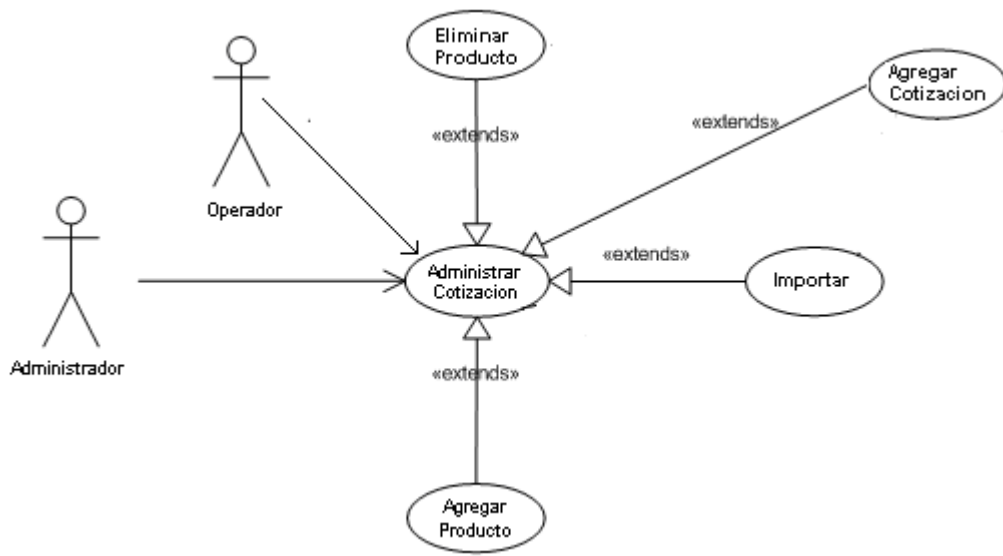 Eliminar
Producto
Agregar
Cotizacion
«extends»
«extends»
Operador
Administrar
Cotizacion
«extends»
Importar
Administrador
«extends»
Agregar
Producto